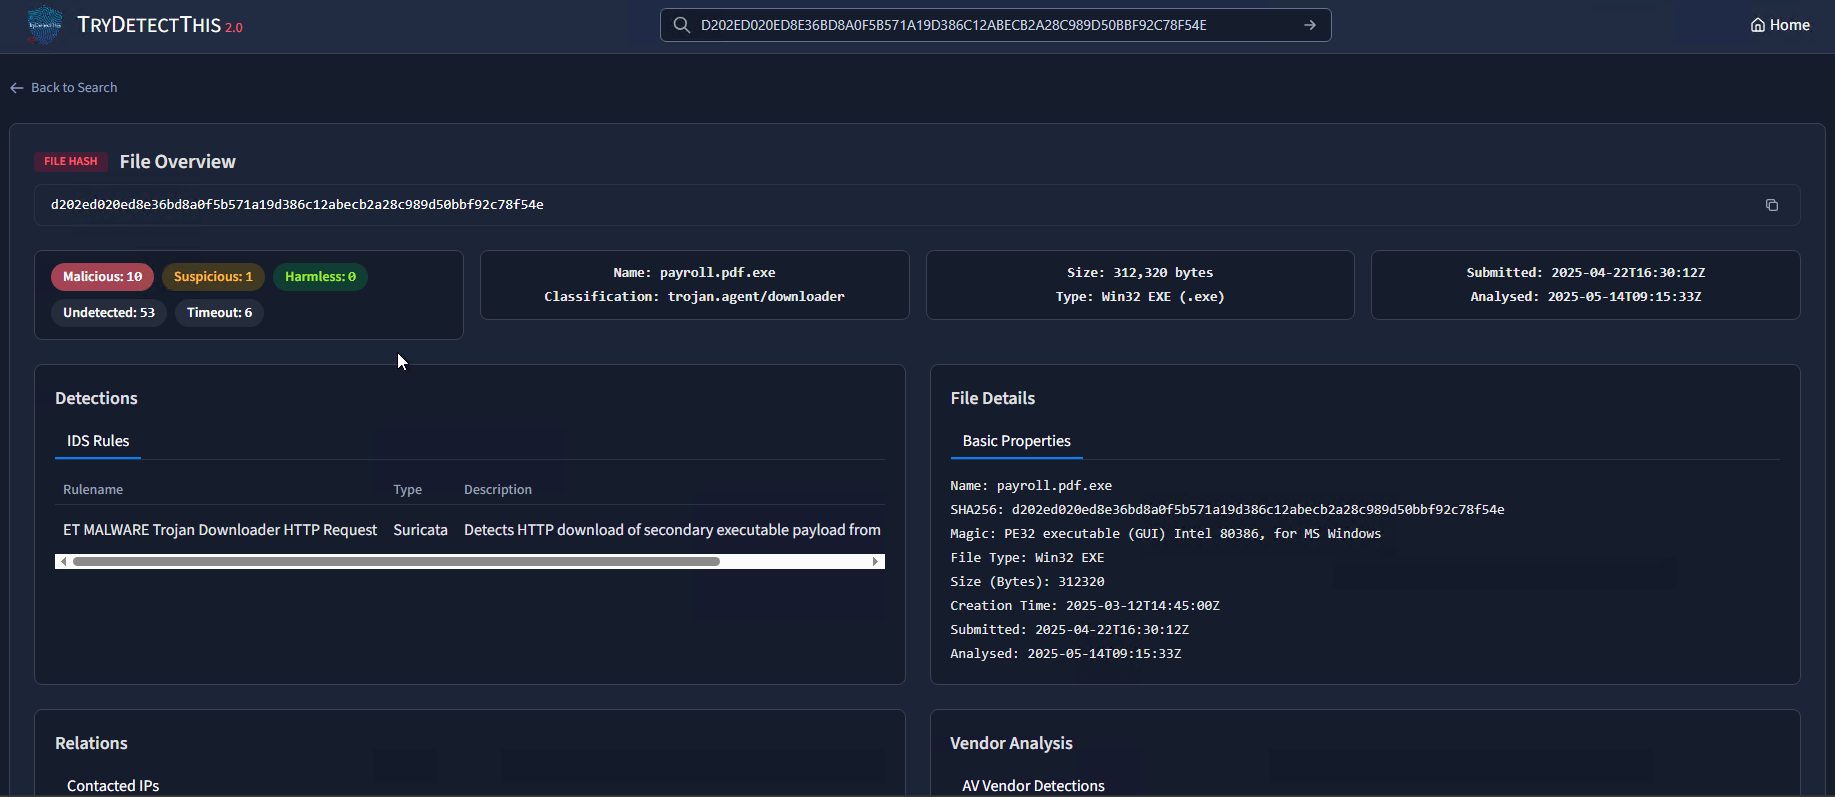 TRYDETECTTHIS 2.0
D202ED020ED8E36BD8A0F5B571A19D386C12ABECB2A28C989D50BBF92C78F54E
Home
Back to Search
FILE HASH File Overview
d202ed020ed8e36bd8a0f5b571a19d386c12abecb2a28c989d50bbf92c78f54e
Malicious: 10 Suspicious: 1 Harmless: 0
Undetected: 53 Timeout: 6
Name: payroll.pdf.exe
Classification: trojan.agent/downloader
Size: 312,320 bytes
Type: Win32 EXE (.exe)
Submitted: 2025-04-22T16:30:12Z
Analysed: 2025-05-14T09:15:33Z
Detections
IDS Rules
Rulename Type Description
ET MALWARE Trojan Downloader HTTP Request Suricata Detects HTTP download of secondary executable payload from
File Details
Basic Properties
Name: payroll.pdf.exe
SHA256: d202ed020ed8e36bd8a0f5b571a19d386c12abecb2a28c989d50bbf92c78f54e
Magic: PE32 executable (GUI) Intel 80386, for MS Windows
File Type: Win32 EXE
Size (Bytes): 312320
Creation Time: 2025-03-12T14:45:00Z
Submitted: 2025-04-22T16:30:12Z
Analysed: 2025-05-14T09:15:33Z
Relations
Contacted IPs
Vendor Analysis
AV Vendor Detections